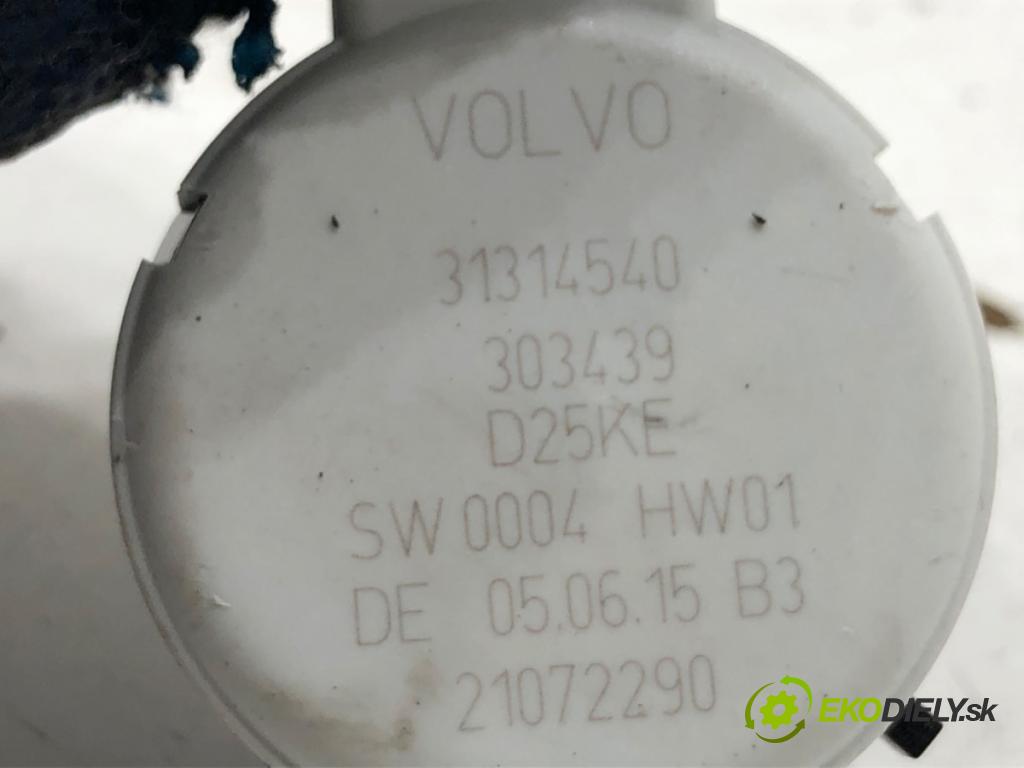 VOLVO
31314540
303439
D25KE
SW 0004 HW01
DE 05.06.15 B3
21072290
EKODIELY.sk